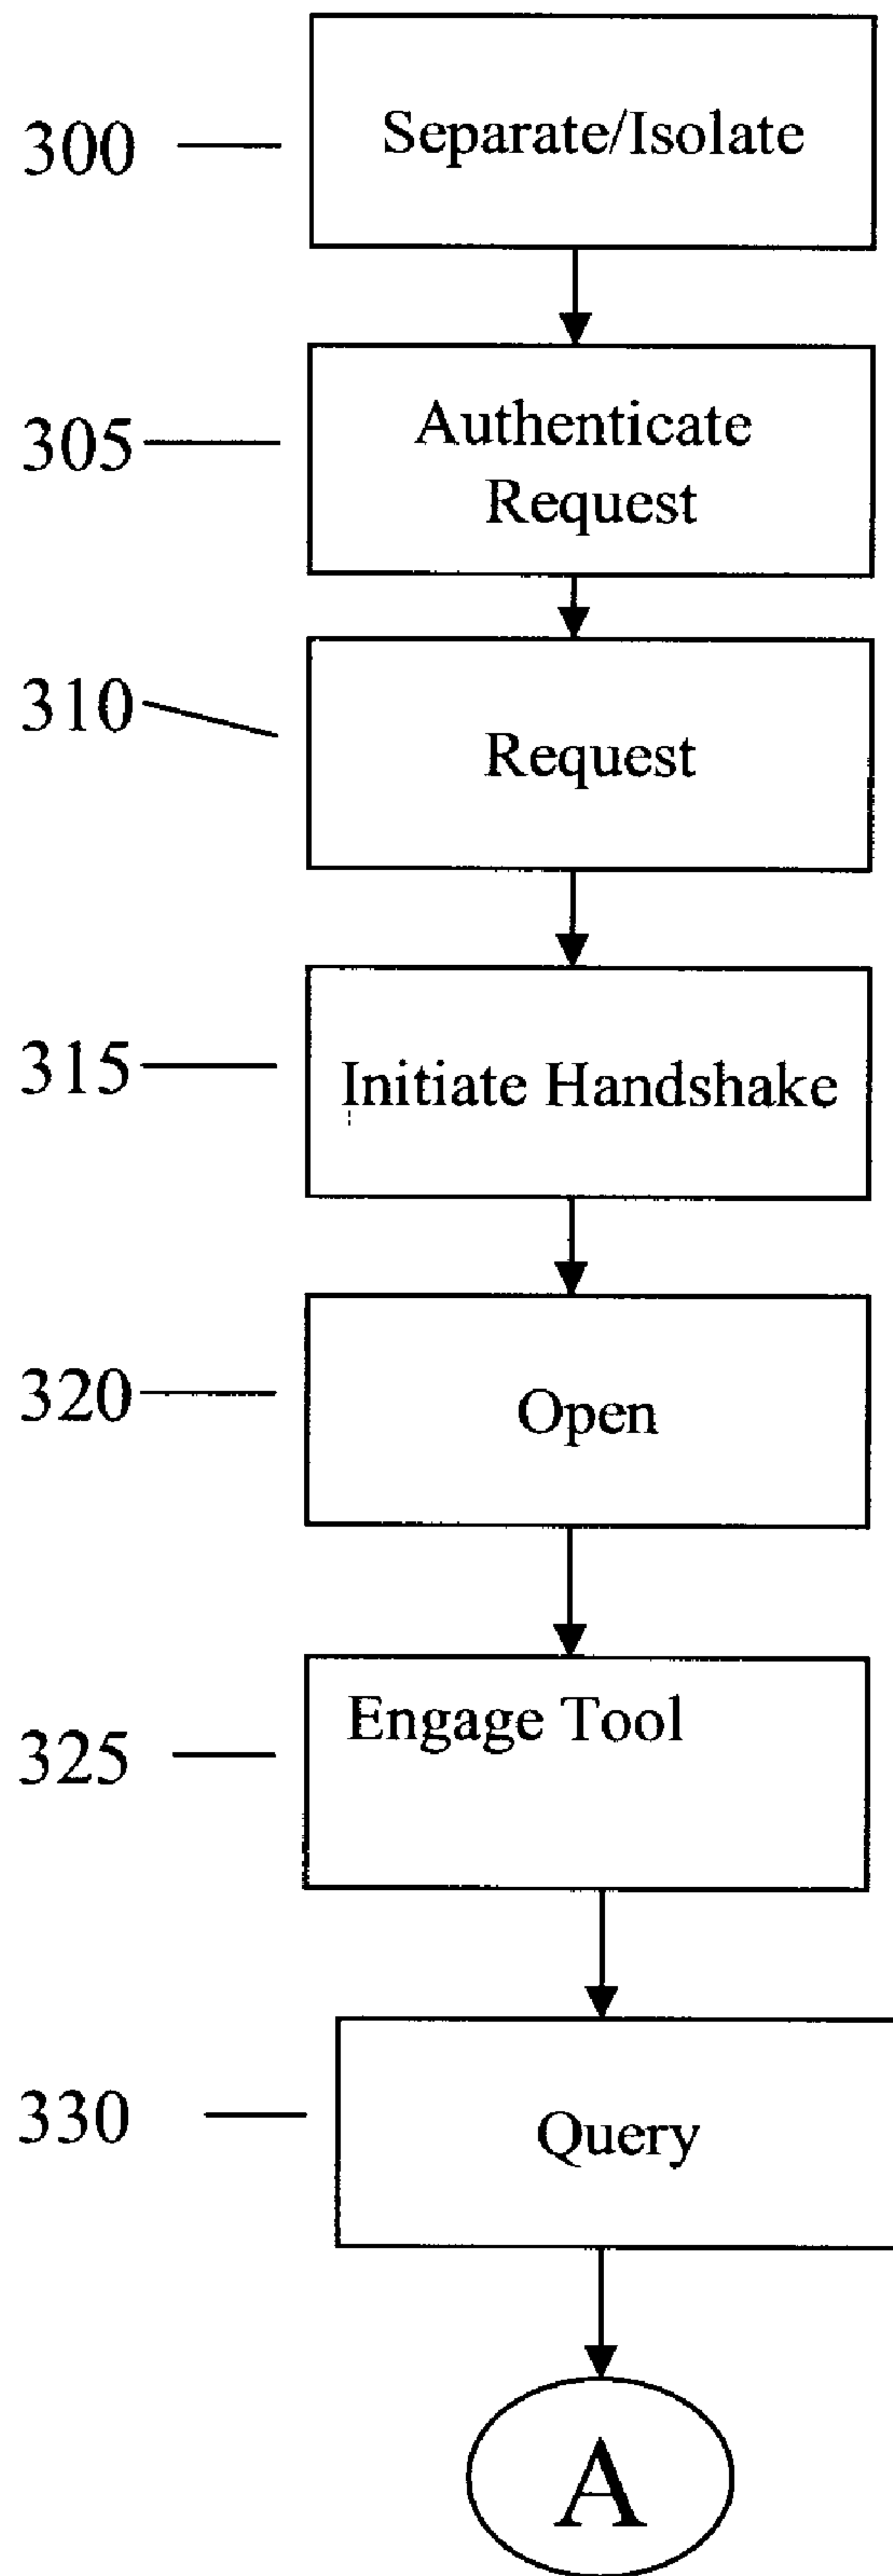 300
Separate/Isolate
305
Authenticate
Request
310
Request
315
Initiate Handshake
320
Open
325
Engage Tool
330
Query
A